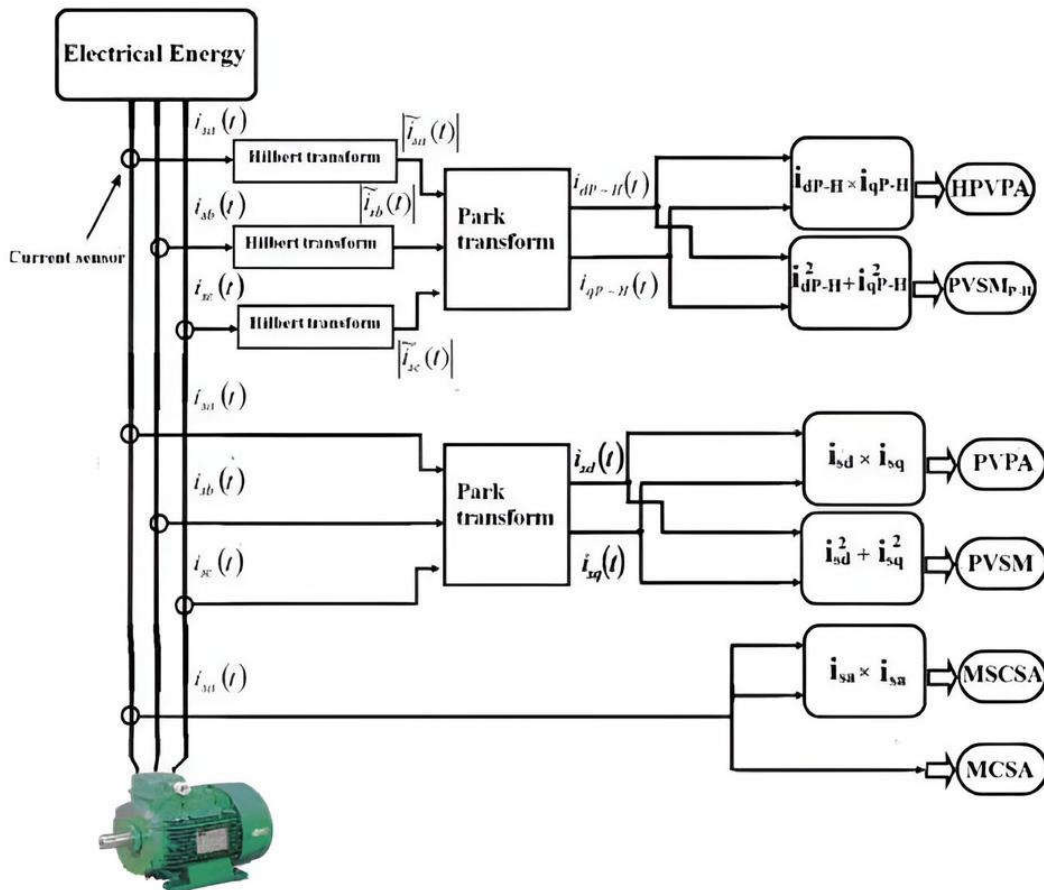 Electrical Energy
i_sa(t)
Hilbert transform
|ĩ_sa(t)|
i_sb(t)
Hilbert transform
|ĩ_sb(t)|
Current sensor
i_sc(t)
Hilbert transform
|ĩ_sc(t)|
Park
transform
i_dP-H(t)
i_qP-H(t)
i_dP-H × i_qP-H
HPVPA
i²_dP-H + i²_qP-H
PVSM_P-H
i_sa(t)
i_sb(t)
i_sc(t)
Park
transform
i_sd(t)
i_sq(t)
i_sd × i_sq
PVPA
i²_sd + i²_sq
PVSM
i_sa(t)
i_sa × i_sa
MSCSA
MCSA